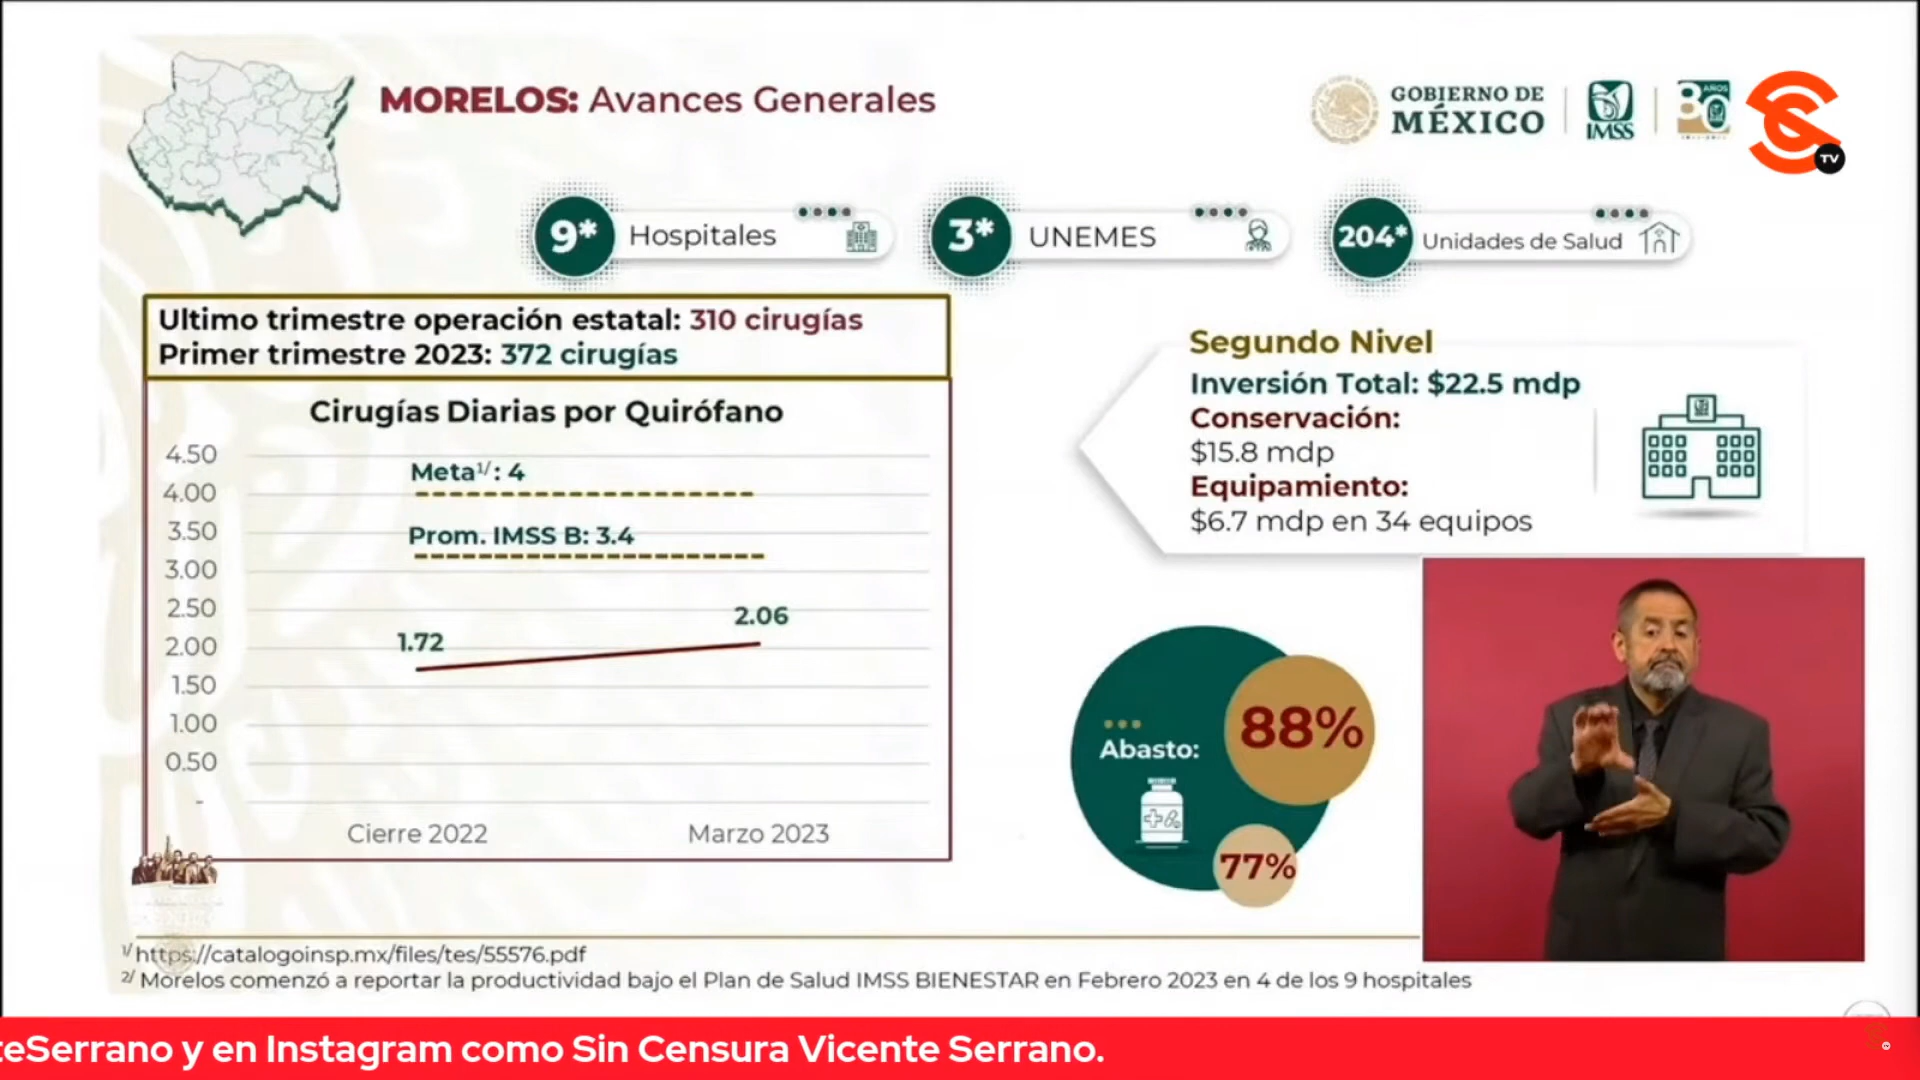 MORELOS: Avances Generales
GOBIERNO DE
MÉXICO
IMSS
80
AÑOS
TV
9* Hospitales
3* UNEMES
204* Unidades de Salud
Ultimo trimestre operación estatal: 310 cirugías
Primer trimestre 2023: 372 cirugías
Cirugías Diarias por Quirófano
4.50
Meta1/: 4
4.00
3.50
Prom. IMSS B: 3.4
3.00
2.50
2.06
2.00
1.72
1.50
1.00
0.50
-
Cierre 2022
Marzo 2023
Segundo Nivel
Inversión Total: $22.5 mdp
Conservación:
$15.8 mdp
Equipamiento:
$6.7 mdp en 34 equipos
Abasto:
88%
77%
1/ https://catalogoinsp.mx/files/tes/55576.pdf
2/ Morelos comenzó a reportar la productividad bajo el Plan de Salud IMSS BIENESTAR en Febrero 2023 en 4 de los 9 hospitales
teSerrano y en Instagram como Sin Censura Vicente Serrano.